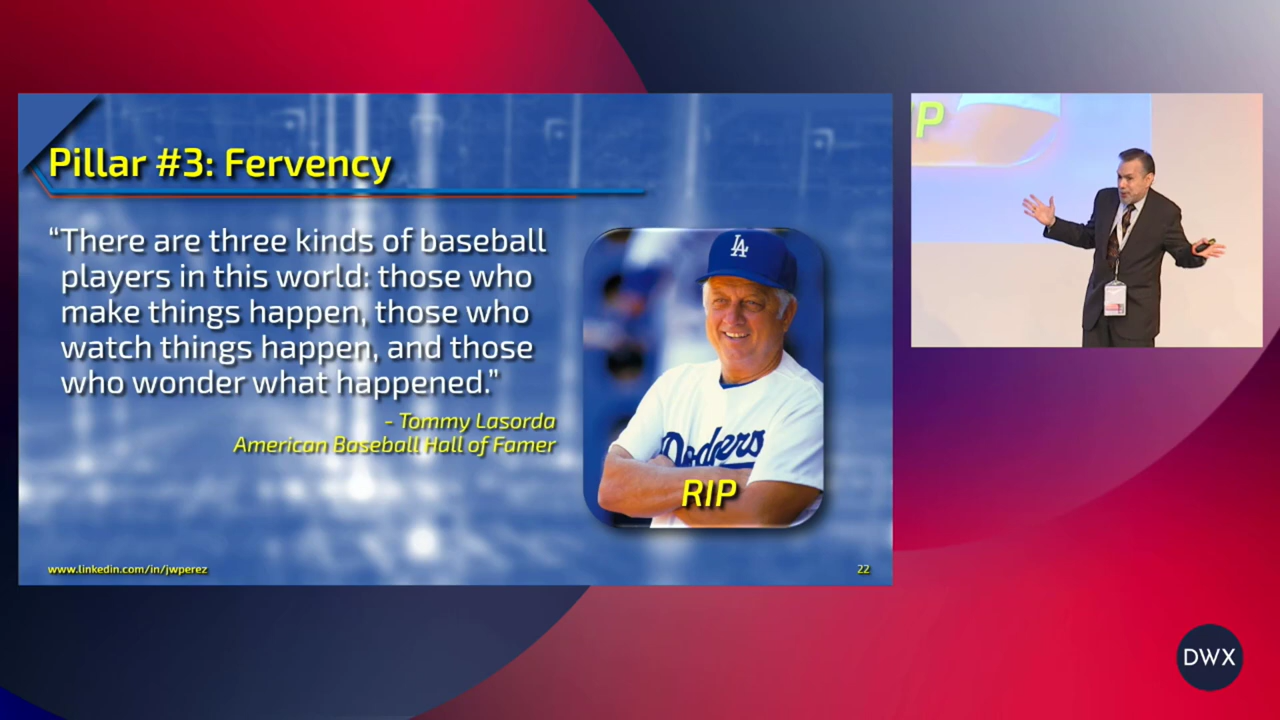 Pillar #3: Fervency
“There are three kinds of baseball
players in this world: those who
make things happen, those who
watch things happen, and those
who wonder what happened.”
- Tommy Lasorda
American Baseball Hall of Famer
LA
Dodgers
RIP
www.linkedin.com/in/jwperez
22
P
DWX